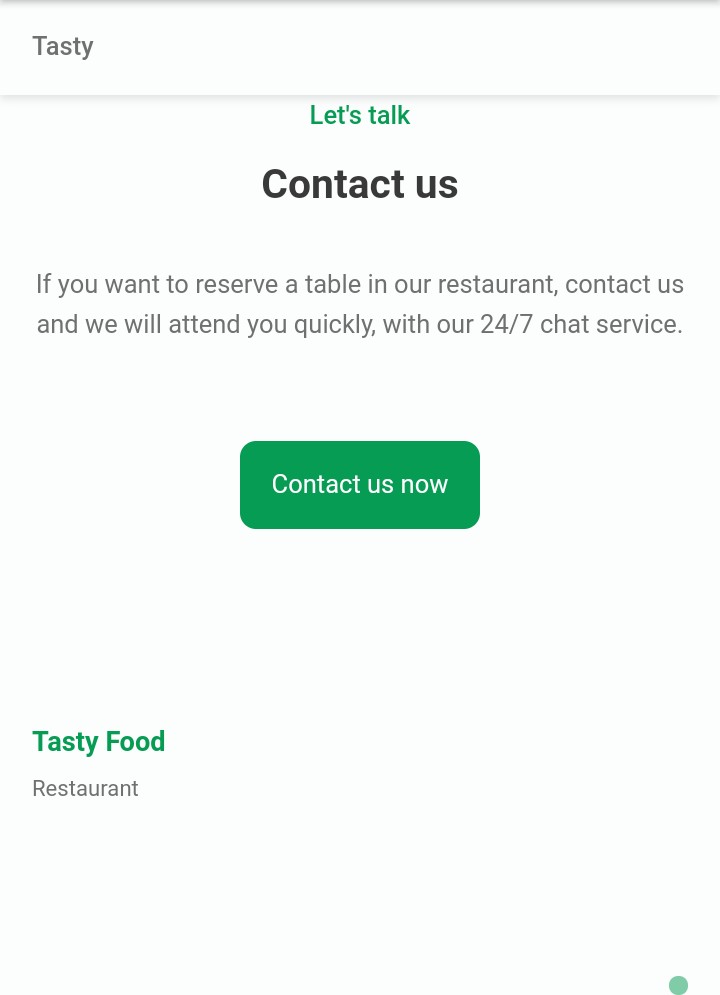 Tasty
Let's talk
Contact us
If you want to reserve a table in our restaurant, contact us
and we will attend you quickly, with our 24/7 chat service.
Contact us now
Tasty Food
Restaurant